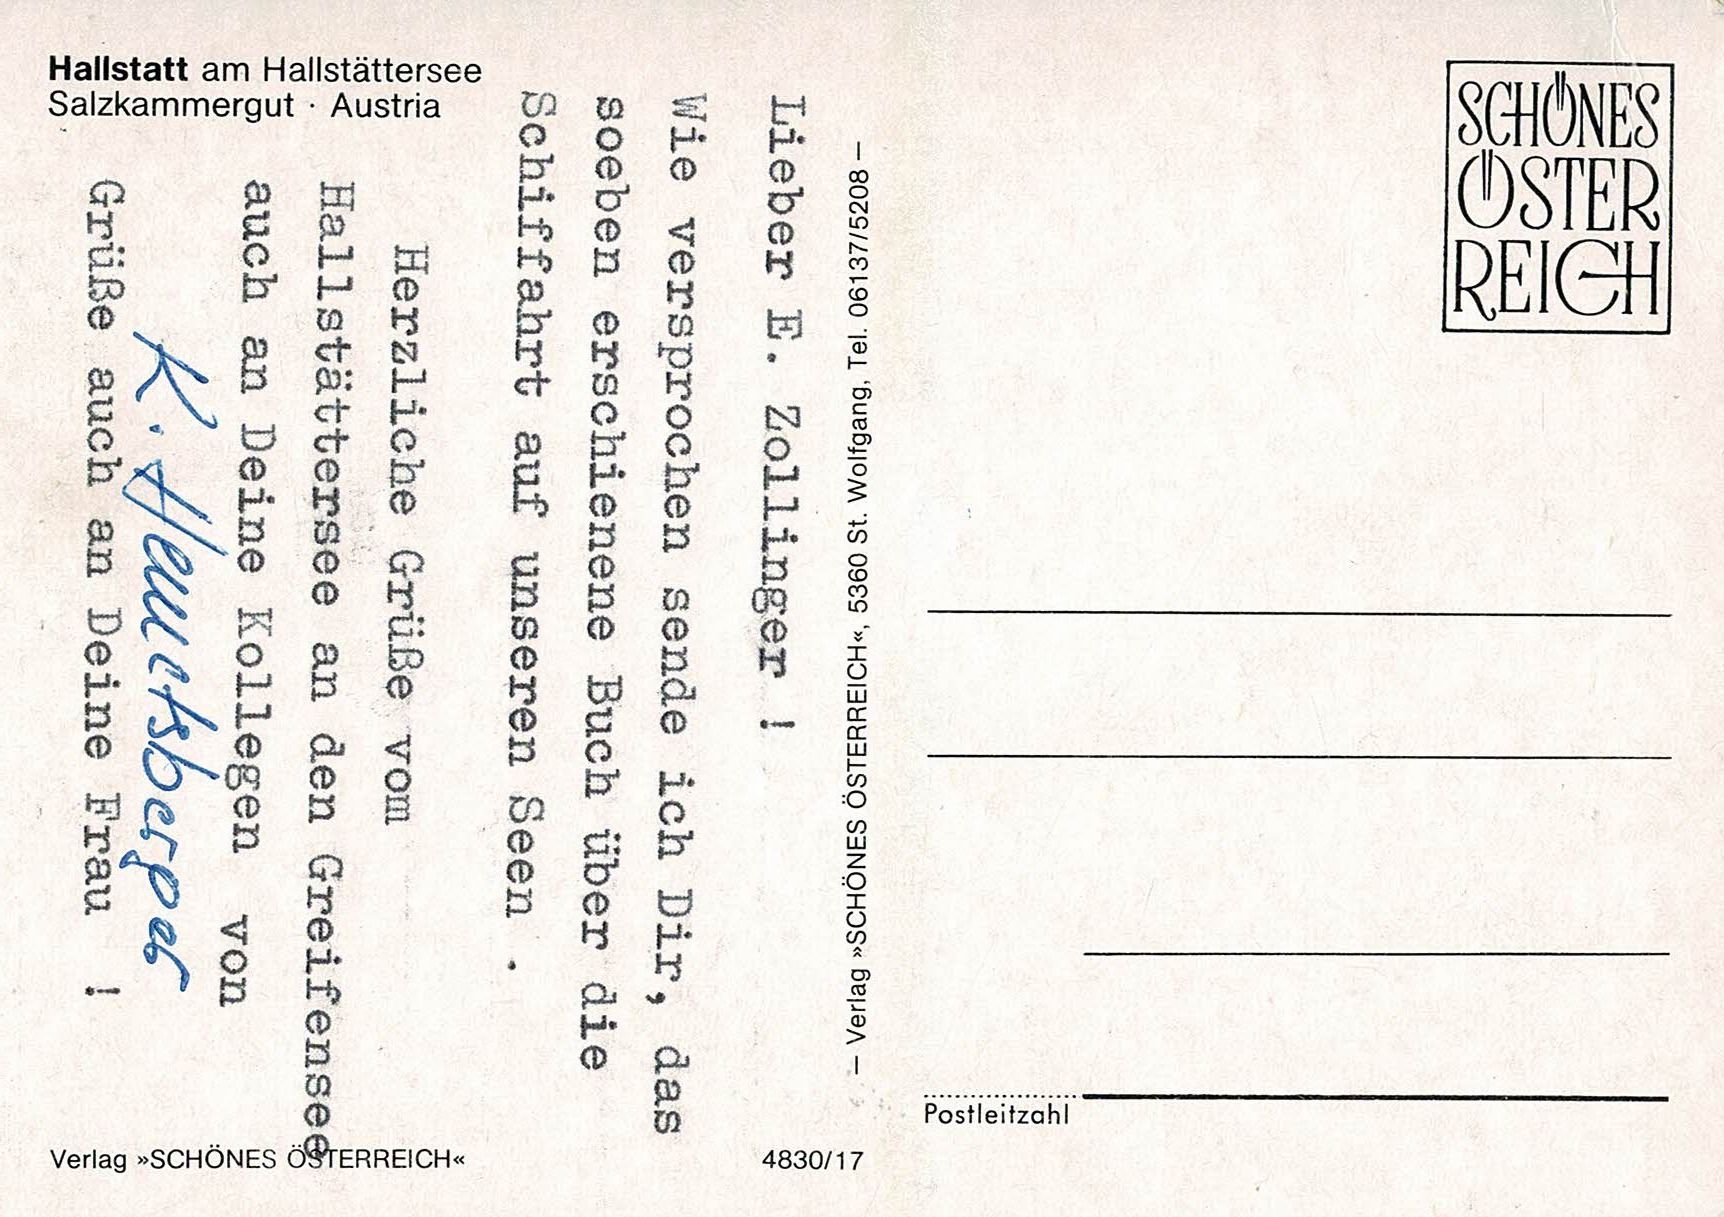 Hallstatt am Hallstättersee
Salzkammergut · Austria
Lieber E. Zollinger !
Wie versprochen sende ich Dir, das
soeben erschienene Buch über die
Schiffahrt auf unseren Seen .
Herzliche Grüße vom
Hallstättersee an den Greifensee
auch an Deine Kollegen von
K.
Grüße auch an Deine Frau !
– Verlag »SCHÖNES ÖSTERREICH«, 5360 St. Wolfgang, Tel. 06137/5208 –
Verlag »SCHÖNES ÖSTERREICH«
4830/17
SCHÖNES
ÖSTER
REICH
Postleitzahl